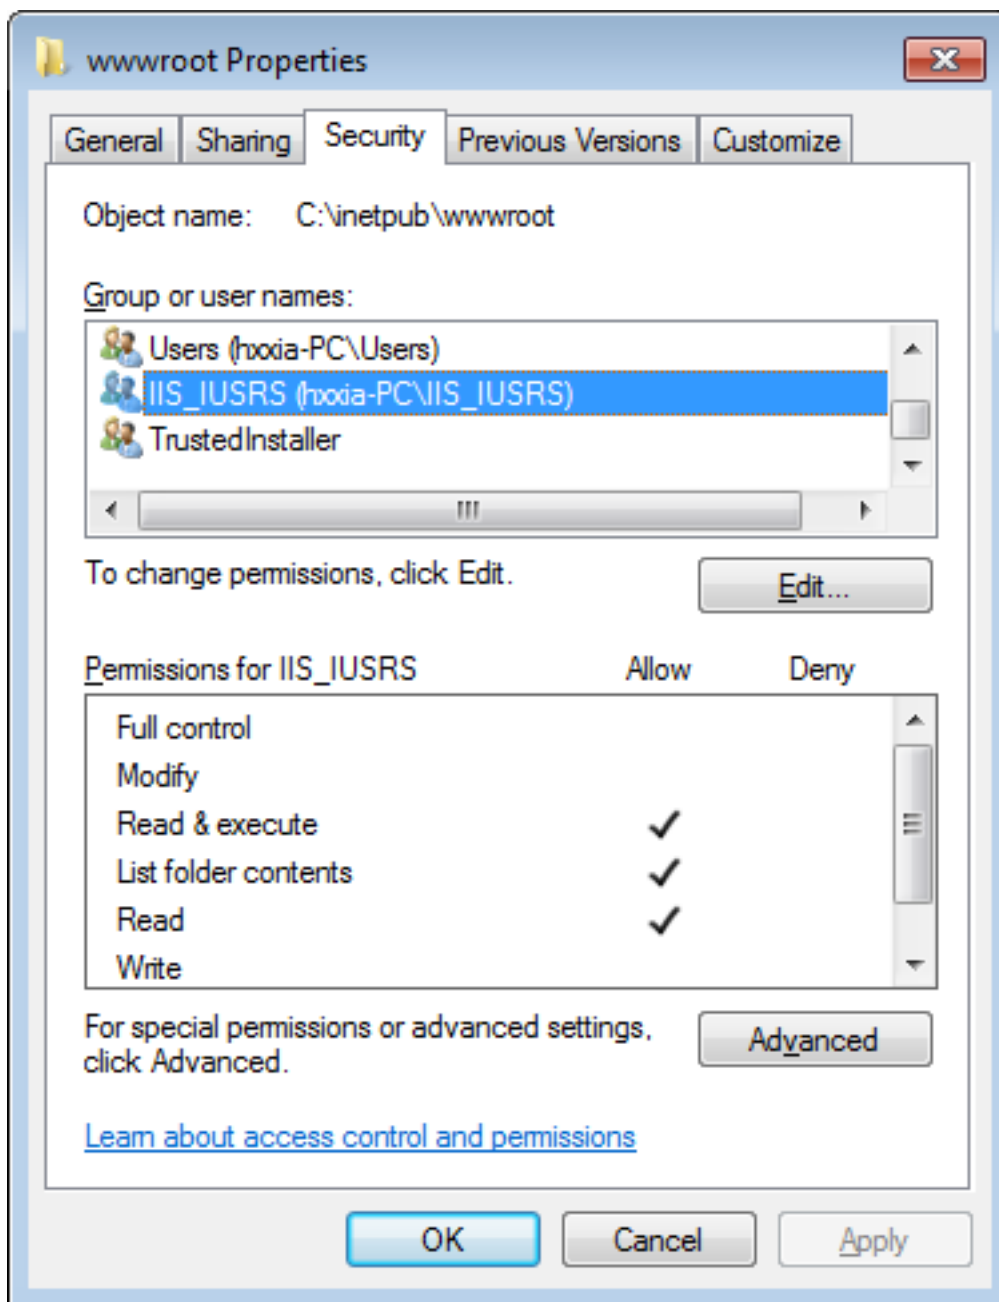 wwwroot Properties
General Sharing Security Previous Versions Customize
Object name: C:\inetpub\wwwroot
Group or user names:
Users (hxxia-PC\Users)
IIS_IUSRS (hxxia-PC\IIS_IUSRS)
TrustedInstaller
To change permissions, click Edit.
Edit...
Permissions for IIS_IUSRS Allow Deny
Full control
Modify
Read & execute
List folder contents
Read
Write
For special permissions or advanced settings,
click Advanced.
Advanced
Learn about access control and permissions
OK Cancel Apply